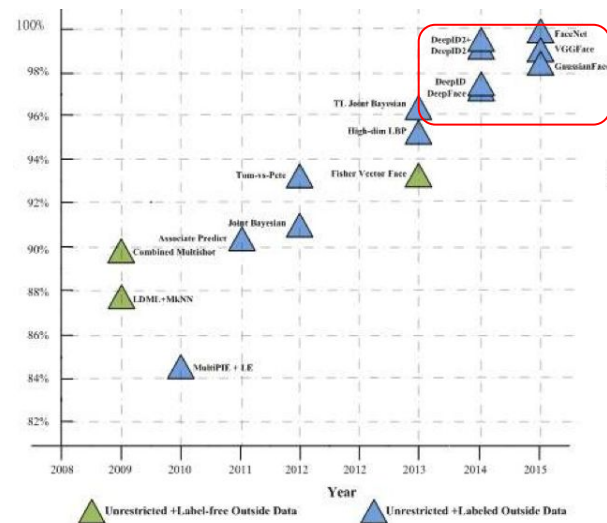 100%
98%
96%
94%
92%
90%
88%
86%
84%
82%
DeepID2+
DeepID2
FaceNet
VGGFace
GaussianFace
DeepID
DeepFace
TL Joint Bayesian
High-dim LBP
Tom-vs-Pete
Fisher Vector Face
Joint Bayesian
Associate Predict
Combined Multishot
LDML+MkNN
MultiPIE + LE
2008 2009 2010 2011 2012 2012 2013 2014 2015
Year
Unrestricted +Label-free Outside Data
Unrestricted +Labeled Outside Data